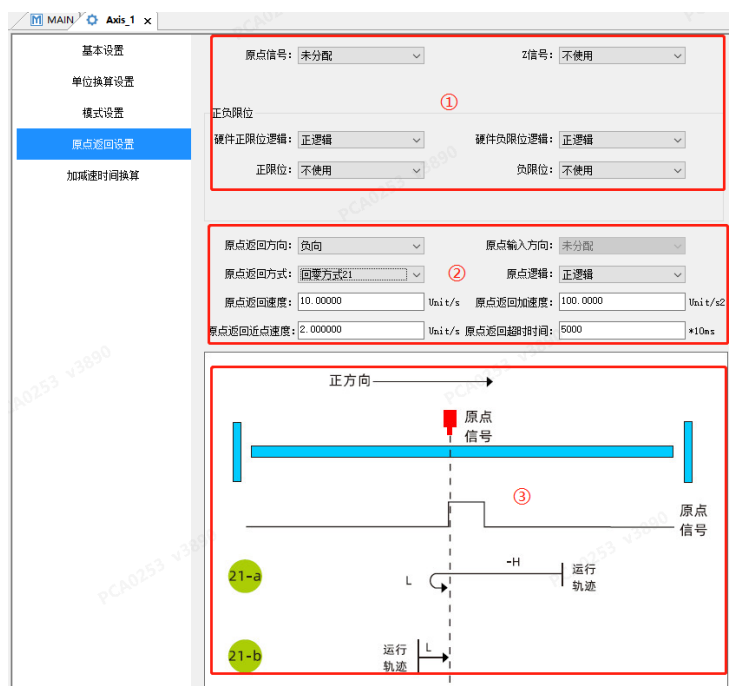 MAIN Axis_1 x
基本设置
单位换算设置
模式设置
原点返回设置
加减速时间换算
原点信号: 未分配 Z信号: 不使用
①
正负限位
硬件正限位逻辑: 正逻辑 硬件负限位逻辑: 正逻辑
正限位: 不使用 负限位: 不使用
原点返回方向: 负向 原点输入方向: 未分配
原点返回方式: 回零方式21 ② 原点逻辑: 正逻辑
原点返回速度: 10.00000 Unit/s 原点返回加速度: 100.0000 Unit/s2
原点返回近点速度: 2.000000 Unit/s 原点返回超时时间: 5000 *10ms
正方向
原点
信号
③
原点
信号
21-a L -H 运行
轨迹
21-b 运行 L
轨迹
PCA0253 v3890
PCA0253 v3890
PCA0253 v3890